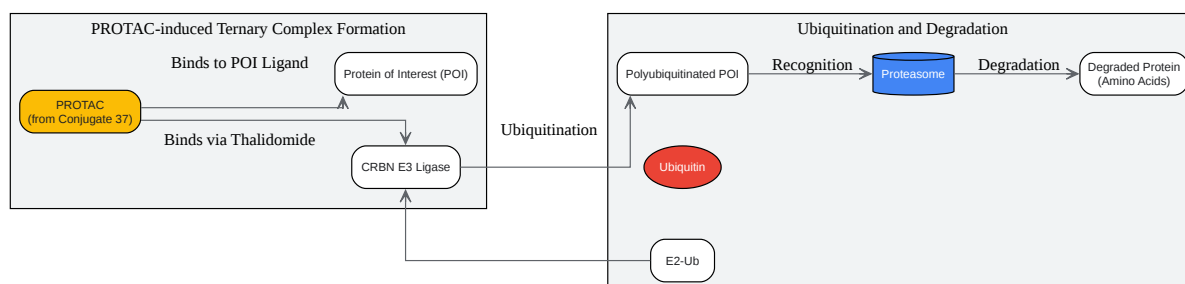 PROTAC-induced Ternary Complex Formation
Binds to POI Ligand
Protein of Interest (POI)
PROTAC
(from Conjugate 37)
Binds via Thalidomide
CRBN E3 Ligase
Ubiquitination
Ubiquitination and Degradation
Polyubiquitinated POI
Recognition
Proteasome
Degradation
Degraded Protein
(Amino Acids)
Ubiquitin
E2-Ub